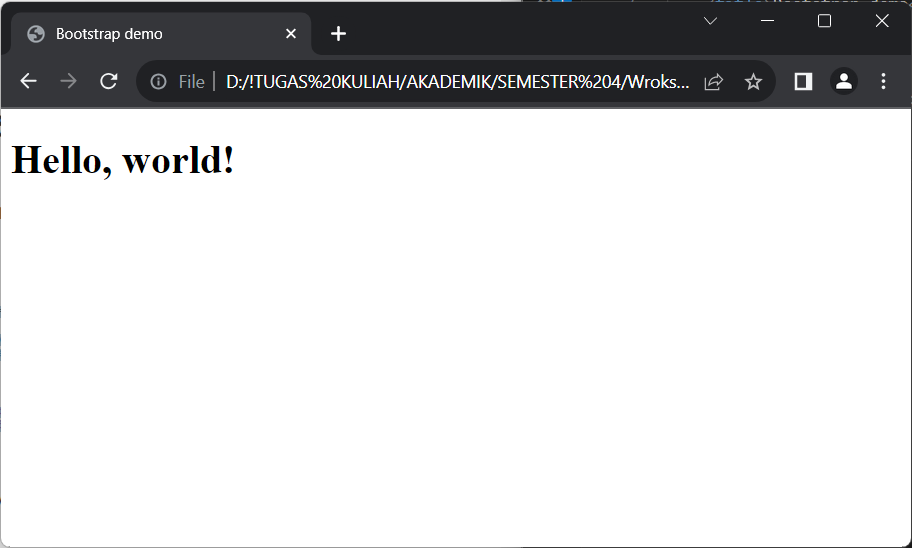 Bootstrap demo
File D:/!TUGAS%20KULIAH/AKADEMIK/SEMESTER%204/Wroks...
Hello, world!